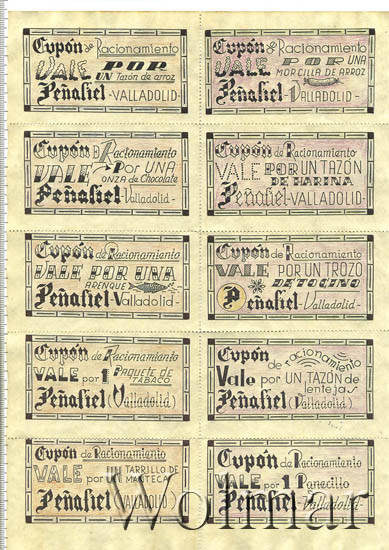 Cupón de Racionamiento
VALE POR
UN Tazón de arroz
Peñafiel -VALLADOLID-
Cupón de Racionamiento
VALE POR UNA
MORCILLA DE ARROZ
Peñafiel -Valladolid-
Cupón de Racionamiento
VALE Por UNA
ONZA de Chocolate
Peñafiel -Valladolid-
Cupón de Racionamiento
VALE POR UN TAZÓN
DE HARINA
Peñafiel -VALLADOLID-
Cupón de Racionamiento
VALE POR UNA
ARENQUE
Peñafiel -Valladolid-
Cupón de Racionamiento
VALE POR UN TROZO
DE TOCINO
Peñafiel -Valladolid-
Cupón de Racionamiento
VALE por 1 PAQUETE DE
TABACO
Peñafiel (Valladolid)
Cupón de racionamiento
Vale por UN TAZÓN de
lentejas
Peñafiel (Valladolid)
Cupón de Racionamiento
VALE por UN TARRILLO DE
MANTECA
Peñafiel (VALLADOLID)
Cupón de Racionamiento
VALE por 1 Panecillo
Peñafiel -Valladolid-
Wonnar